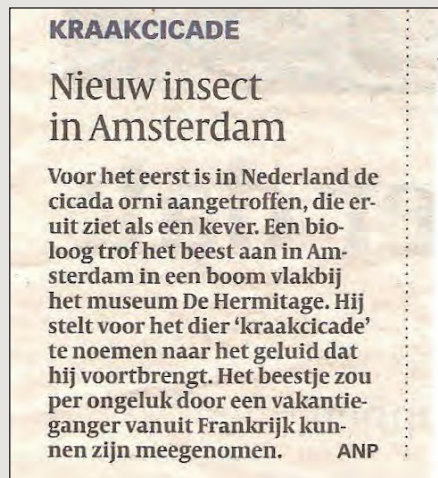 KRAAKCICADE
Nieuw insect
in Amsterdam
Voor het eerst is in Nederland de
cicada orni aangetroffen, die er-
uit ziet als een kever. Een bio-
loog trof het beest aan in Am-
sterdam in een boom vlakbij
het museum De Hermitage. Hij
stelt voor het dier ‘kraakcicade’
te noemen naar het geluid dat
hij voortbrengt. Het beestje zou
per ongeluk door een vakantie-
ganger vanuit Frankrijk kun-
nen zijn meegenomen. ANP